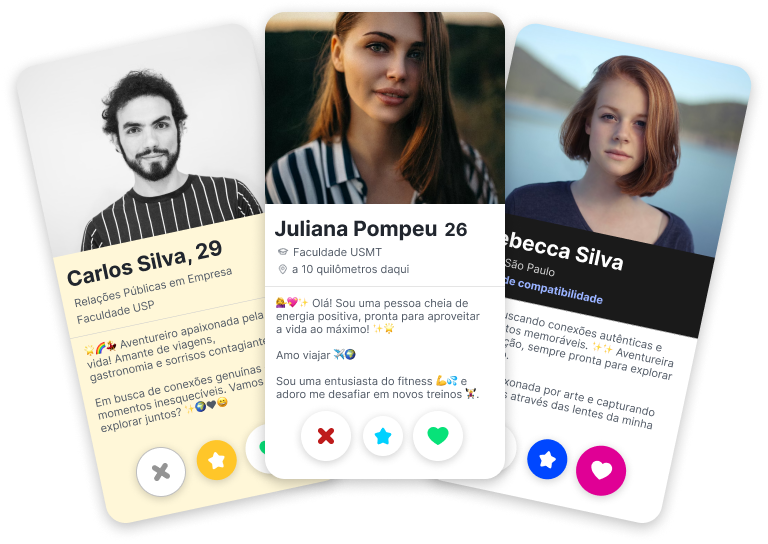 Carlos Silva, 29
Relações Públicas em Empresa
Faculdade USP
Aventureiro apaixonada pela
vida! Amante de viagens,
gastronomia e sorrisos contagiante
Em busca de conexões genuínas
momentos inesquecíveis. Vamos
explorar juntos? ✨🌍🖤😄
Juliana Pompeu 26
Faculdade USMT
a 10 quilômetros daqui
💁‍♀️💖✨ Olá! Sou uma pessoa cheia de
energia positiva, pronta para aproveitar
a vida ao máximo! ✨🌟
Amo viajar ✈️🌍
Sou uma entusiasta do fitness 💪💦 e
adoro me desafiar em novos treinos 🏋️.
ebecca Silva
São Paulo
de compatibilidade
uscando conexões autênticas e
tos memoráveis. ✨✨ Aventureira
ção, sempre pronta para explorar
xonada por arte e capturando
s através das lentes da minha